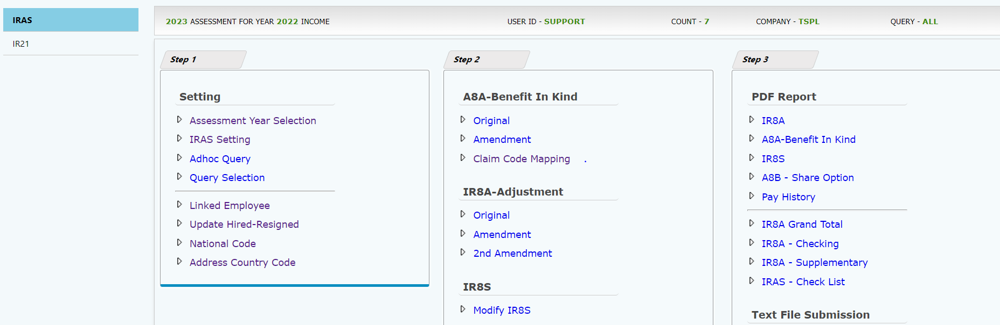 IRAS
IR21
2023 ASSESSMENT FOR YEAR 2022 INCOME USER ID - SUPPORT COUNT - 7 COMPANY - TSPL QUERY - ALL
Step 1
Setting
Assessment Year Selection
IRAS Setting
Adhoc Query
Query Selection
Linked Employee
Update Hired-Resigned
National Code
Address Country Code
Step 2
A8A-Benefit In Kind
Original
Amendment
Claim Code Mapping .
IR8A-Adjustment
Original
Amendment
2nd Amendment
IR8S
Modify IR8S
Step 3
PDF Report
IR8A
A8A-Benefit In Kind
IR8S
A8B - Share Option
Pay History
IR8A Grand Total
IR8A - Checking
IR8A - Supplementary
IRAS - Check List
Text File Submission